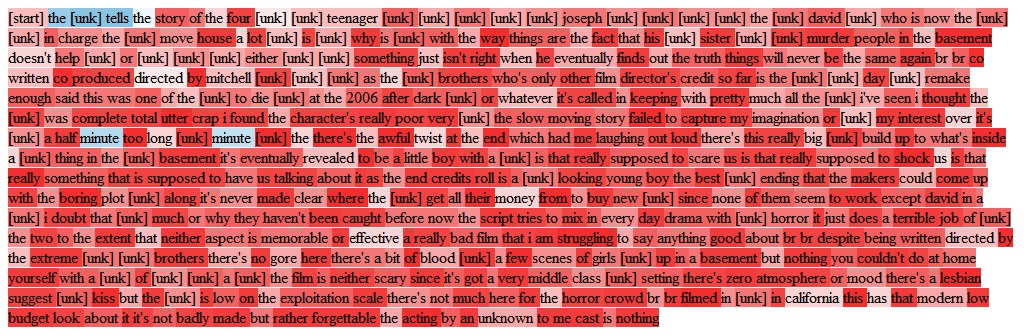 [start] the [unk] tells the story of the four [unk] [unk] teenager [unk] [unk] [unk] [unk] [unk] joseph [unk] [unk] [unk] [unk] the [unk] david [unk] who is now the [unk]
[unk] in charge the [unk] move house a lot [unk] is [unk] why is [unk] with the way things are the fact that his [unk] sister [unk] [unk] murder people in the basement
doesn't help [unk] or [unk] [unk] either [unk] [unk] something just isn't right when he eventually finds out the truth things will never be the same again br br co
written co produced directed by mitchell [unk] [unk] [unk] as the [unk] brothers who's only other film director's credit so far is the [unk] [unk] day [unk] remake
enough said this was one of the [unk] to die [unk] at the 2006 after dark [unk] or whatever it's called in keeping with pretty much all the [unk] i've seen i thought the
[unk] was complete total utter crap i found the character's really poor very [unk] the slow moving story failed to capture my imagination or [unk] my interest over it's
[unk] a half minute too long [unk] minute [unk] the there's the awful twist at the end which had me laughing out loud there's this really big [unk] build up to what's inside
a [unk] thing in the [unk] basement it's eventually revealed to be a little boy with a [unk] is that really supposed to scare us is that really supposed to shock us is that
really something that is supposed to have us talking about it as the end credits roll is a [unk] looking young boy the best [unk] ending that the makers could come up
with the boring plot [unk] along it's never made clear where the [unk] get all their money from to buy new [unk] since none of them seem to work except david in a
[unk] i doubt that [unk] much or why they haven't been caught before now the script tries to mix in every day drama with [unk] horror it just does a terrible job of [unk]
the two to the extent that neither aspect is memorable or effective a really bad film that i am struggling to say anything good about br br despite being written directed by
the extreme [unk] [unk] brothers there's no gore here there's a bit of blood [unk] a few scenes of girls [unk] up in a basement but nothing you couldn't do at home
yourself with a [unk] of [unk] [unk] a [unk] the film is neither scary since it's got a very middle class [unk] setting there's zero atmosphere or mood there's a lesbian
suggest [unk] kiss but the [unk] is low on the exploitation scale there's not much here for the horror crowd br br filmed in [unk] in california this has that modern low
budget look about it it's not badly made but rather forgettable the acting by an unknown to me cast is nothing